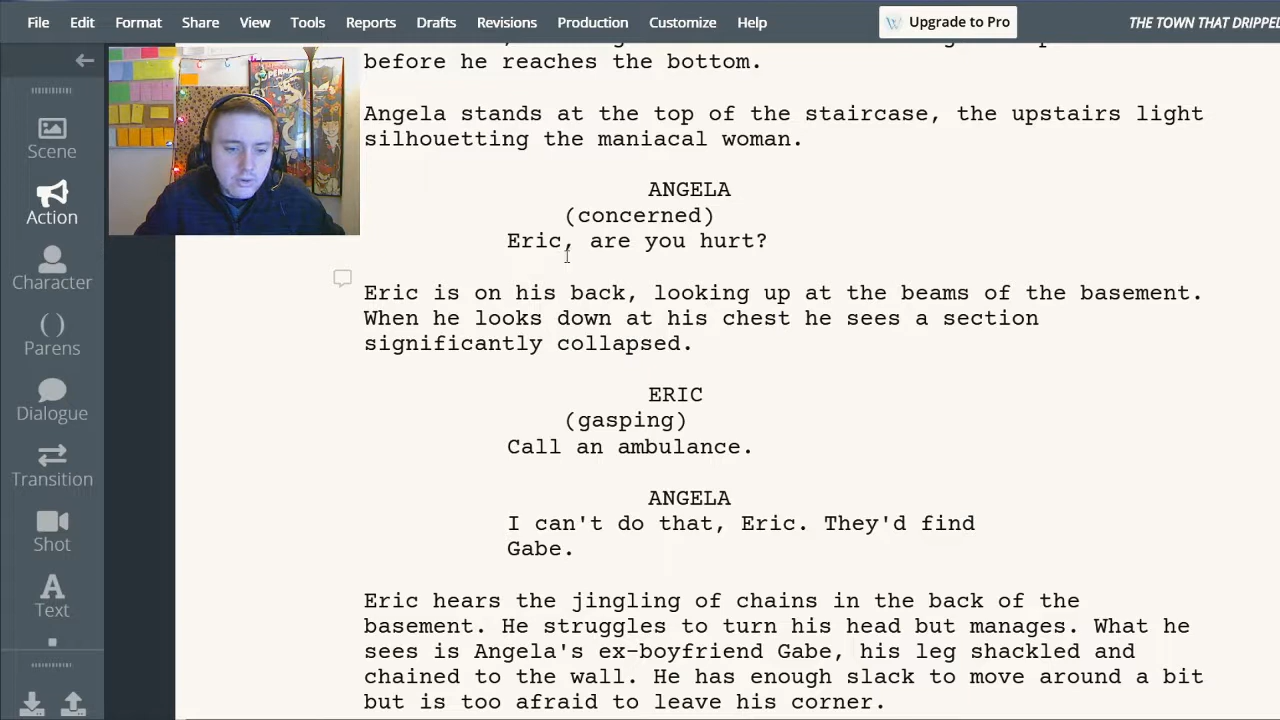 File Edit Format Share View Tools Reports Drafts Revisions Production Customize Help
Upgrade to Pro
THE TOWN THAT DRIPPED
before he reaches the bottom.
Angela stands at the top of the staircase, the upstairs light
silhouetting the maniacal woman.
ANGELA
(concerned)
Eric, are you hurt?
Eric is on his back, looking up at the beams of the basement.
When he looks down at his chest he sees a section
significantly collapsed.
ERIC
(gasping)
Call an ambulance.
ANGELA
I can't do that, Eric. They'd find
Gabe.
Eric hears the jingling of chains in the back of the
basement. He struggles to turn his head but manages. What he
sees is Angela's ex-boyfriend Gabe, his leg shackled and
chained to the wall. He has enough slack to move around a bit
but is too afraid to leave his corner.
Scene
Action
Character
Parens
Dialogue
Transition
Shot
A
Text